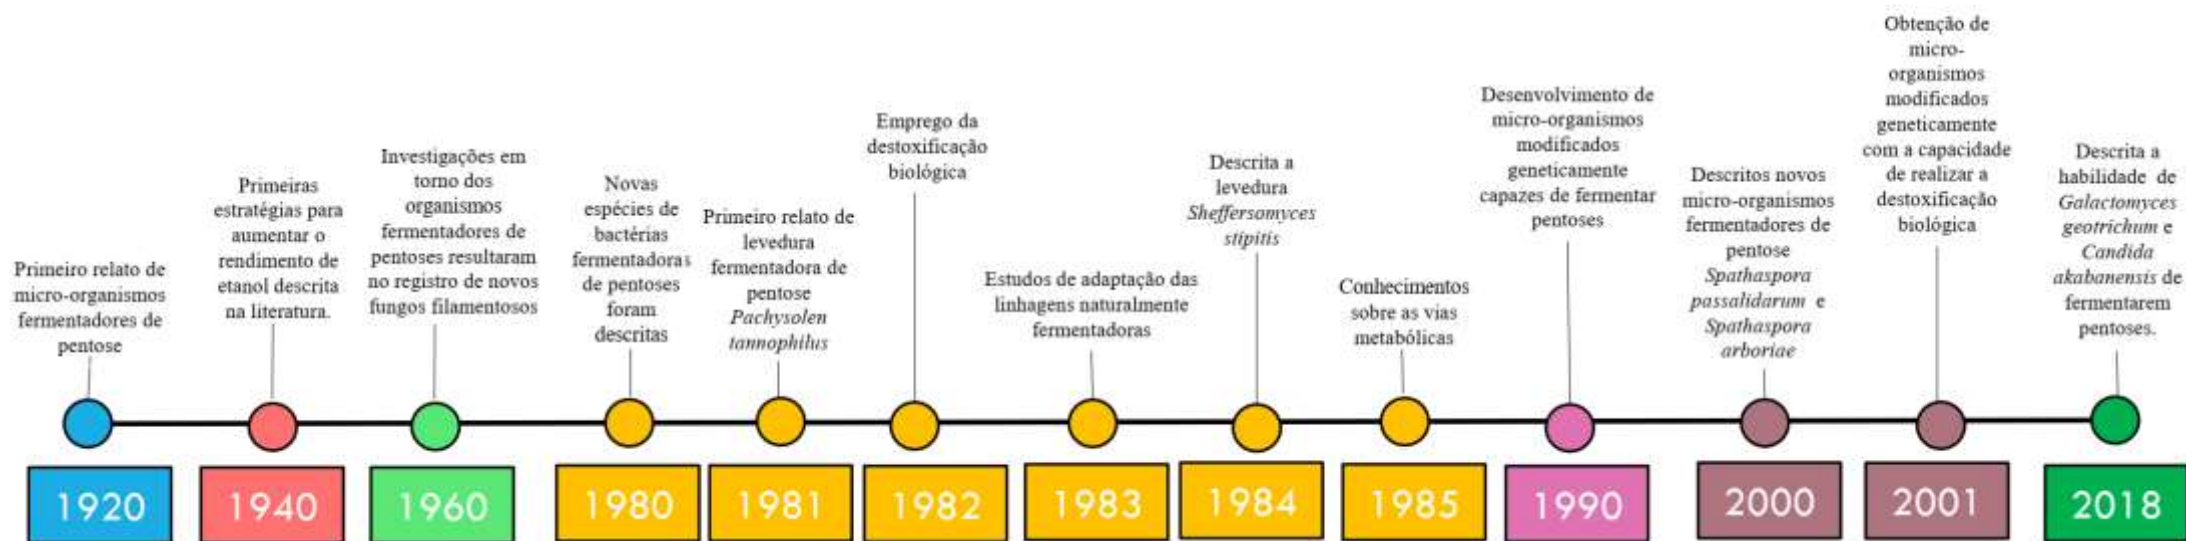 Primeiro relato de
micro-organismos
fermentadores de
pentose
1920
Primeiras
estratégias para
aumentar o
rendimento de
etanol descrita
na literatura.
1940
Investigações em
torno dos
organismos
fermentadores de
pentoses resultaram
no registro de novos
fungos filamentosos
1960
Novas
espécies de
bactérias
fermentadoras
de pentoses
foram
descritas
1980
Primeiro relato de
levedura
fermentadora de
pentose
Pachysolen
tannophilus
1981
Emprego da
destoxificação
biológica
1982
Estudos de adaptação das
linhagens naturalmente
fermentadoras
1983
Descrita a
levedura
Sheffersomyces
stipitis
1984
Conhecimentos
sobre as vias
metabólicas
1985
Desenvolvimento de
micro-organismos
modificados
geneticamente
capazes de fermentar
pentoses
1990
Descritos novos
micro-organismos
fermentadores de
pentose
Spathaspora
passalidarum e
Spathaspora
arboriae
2000
Obtenção de
micro-
organismos
modificados
geneticamente
com a capacidade
de realizar a
destoxificação
biológica
2001
Descrita a
habilidade de
Galactomyces
geotrichum e
Candida
akabanensis de
fermentarem
pentoses.
2018